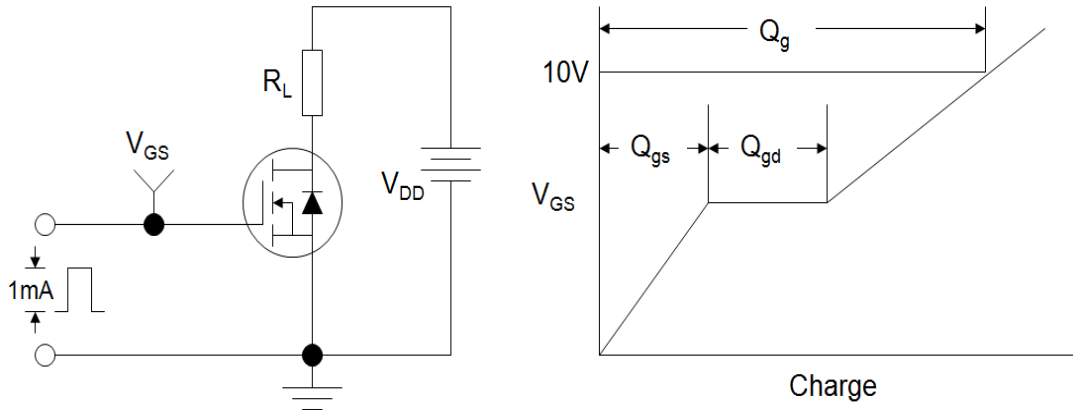 R_L
V_GS
V_DD
1mA
Q_g
10V
Q_gs
Q_gd
V_GS
Charge